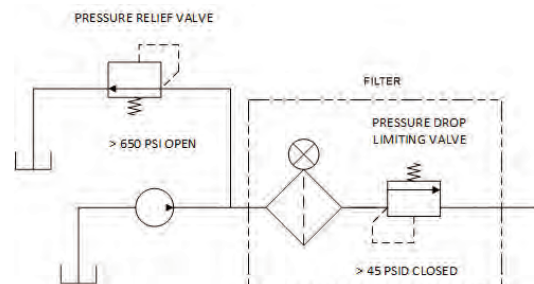 PRESSURE RELIEF VALVE
FILTER
PRESSURE DROP
LIMITING VALVE
> 650 PSI OPEN
> 45 PSID CLOSED